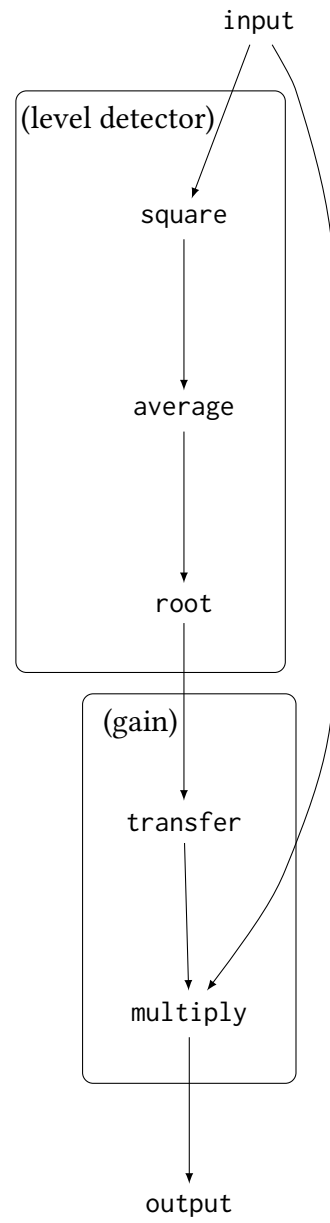 input
(level detector)
square
average
root
(gain)
transfer
multiply
output